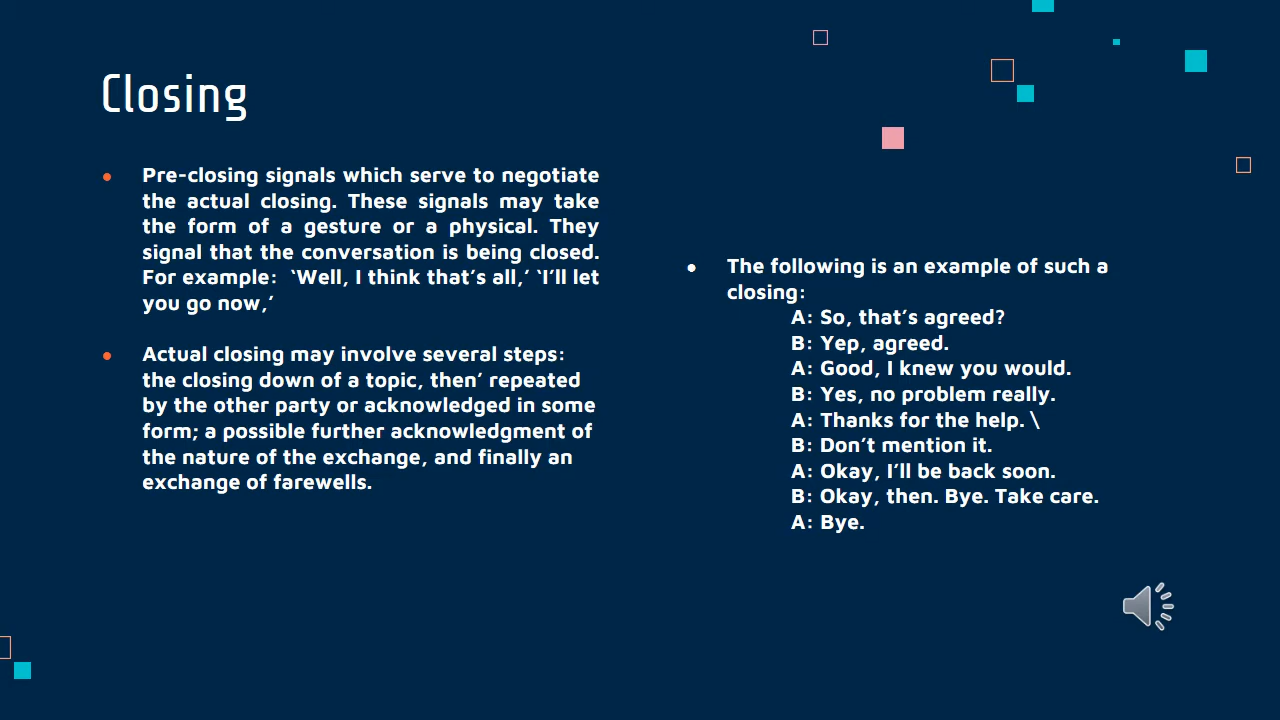 Closing
• Pre-closing signals which serve to negotiate
the actual closing. These signals may take
the form of a gesture or a physical. They
signal that the conversation is being closed.
For example: ‘Well, I think that’s all,’ ‘I’ll let
you go now,’
• Actual closing may involve several steps:
the closing down of a topic, then’ repeated
by the other party or acknowledged in some
form; a possible further acknowledgment of
the nature of the exchange, and finally an
exchange of farewells.
• The following is an example of such a
closing:
A: So, that’s agreed?
B: Yep, agreed.
A: Good, I knew you would.
B: Yes, no problem really.
A: Thanks for the help. \
B: Don’t mention it.
A: Okay, I’ll be back soon.
B: Okay, then. Bye. Take care.
A: Bye.